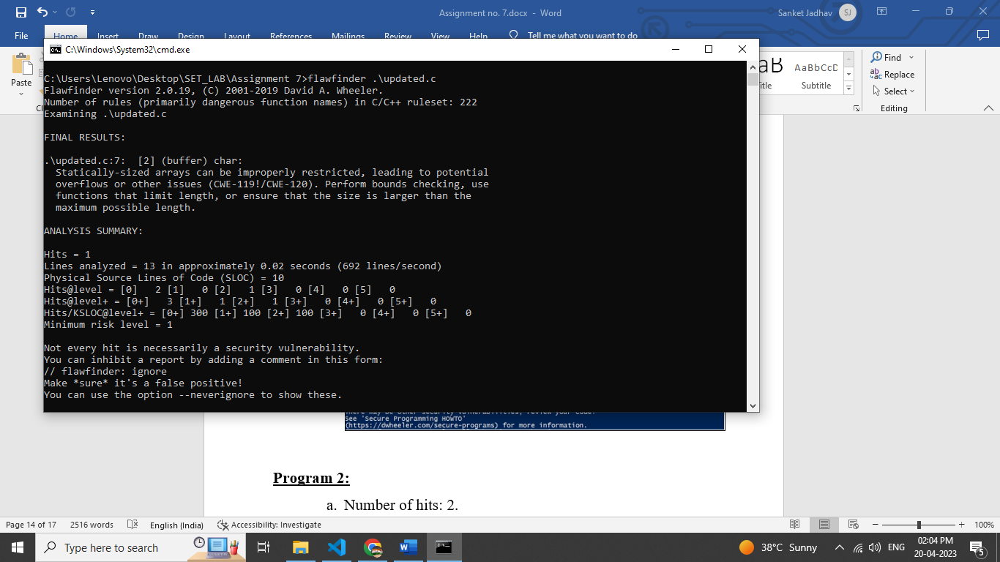 Assignment no. 7.docx - Word
Sanket Jadhav
SJ
File
Home
Insert
Draw
Design
Layout
References
Mailings
Review
View
Help
Tell me what you want to do
C:\Windows\System32\cmd.exe
Paste
AaBbCcD
Subtitle
Find
Replace
Select
Editing
C:\Users\Lenovo\Desktop\SET_LAB\Assignment 7>flawfinder .\updated.c
Flawfinder version 2.0.19, (C) 2001-2019 David A. Wheeler.
Number of rules (primarily dangerous function names) in C/C++ ruleset: 222
Examining .\updated.c
FINAL RESULTS:
.\updated.c:7:  [2] (buffer) char:
Statically-sized arrays can be improperly restricted, leading to potential
overflows or other issues (CWE-119!/CWE-120). Perform bounds checking, use
functions that limit length, or ensure that the size is larger than the
maximum possible length.
ANALYSIS SUMMARY:
Hits = 1
Lines analyzed = 13 in approximately 0.02 seconds (692 lines/second)
Physical Source Lines of Code (SLOC) = 10
Hits@level = [0]   2 [1]   0 [2]   1 [3]   0 [4]   0 [5]   0
Hits@level+ = [0+]   3 [1+]   1 [2+]   1 [3+]   0 [4+]   0 [5+]   0
Hits/KSLOC@level+ = [0+] 300 [1+] 100 [2+] 100 [3+]   0 [4+]   0 [5+]   0
Minimum risk level = 1
Not every hit is necessarily a security vulnerability.
You can inhibit a report by adding a comment in this form:
// flawfinder: ignore
Make *sure* it's a false positive!
You can use the option --neverignore to show these.
There may be other security vulnerabilities; review your code!
See 'Secure Programming HOWTO'
(https://dwheeler.com/secure-programs) for more information.
Program 2:
a. Number of hits: 2.
Page 14 of 17
2516 words
English (India)
Accessibility: Investigate
100%
Type here to search
38°C Sunny
ENG
02:04 PM
20-04-2023
5